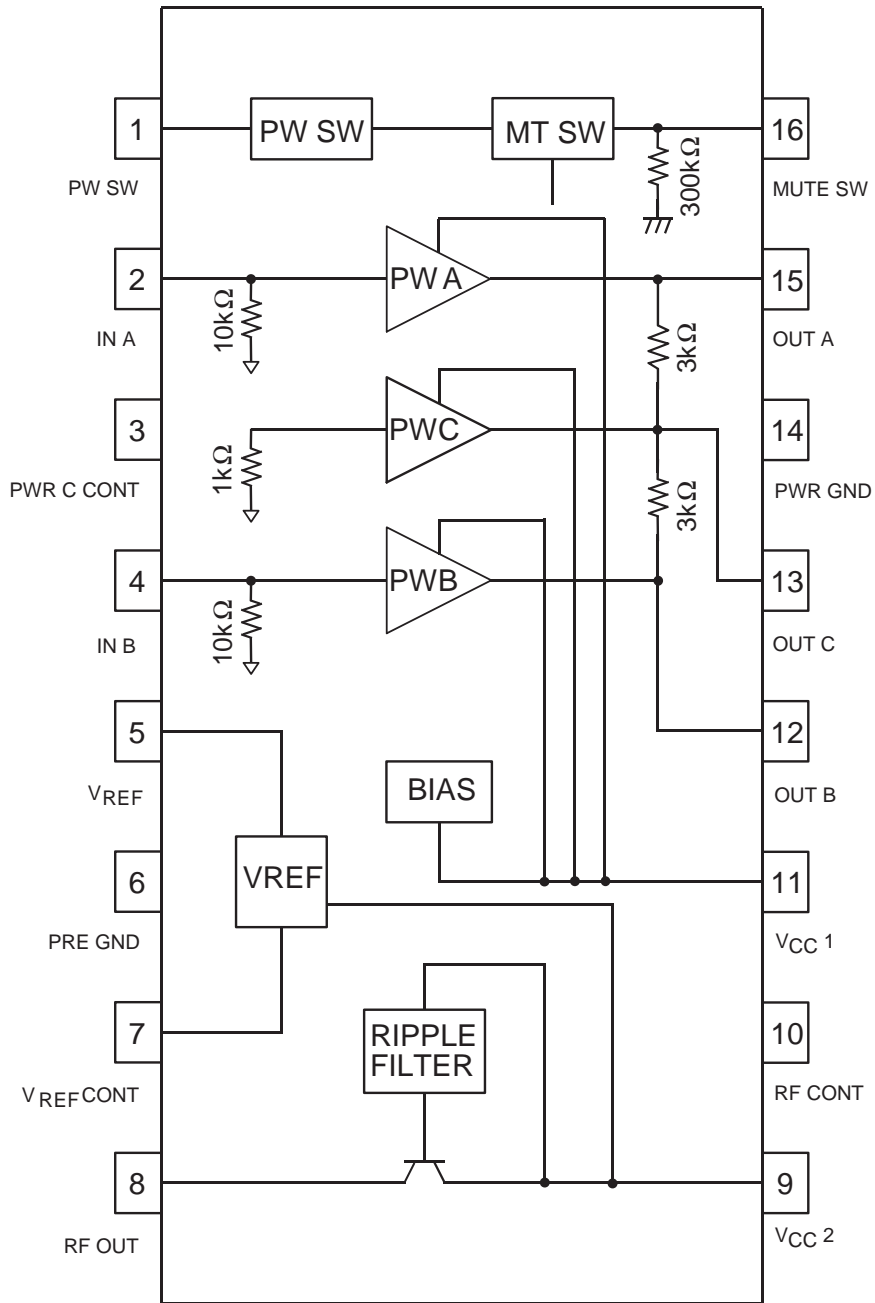 1
PW SW
PW SW
MT SW
300kΩ
16
MUTE SW
2
IN A
10kΩ
PW A
15
OUT A
3kΩ
3
PWR C CONT
1kΩ
PWC
14
PWR GND
3kΩ
4
IN B
10kΩ
PWB
13
OUT C
5
VREF
BIAS
12
OUT B
6
PRE GND
VREF
11
VCC 1
7
VREF CONT
RIPPLE
FILTER
10
RF CONT
8
RF OUT
9
VCC 2